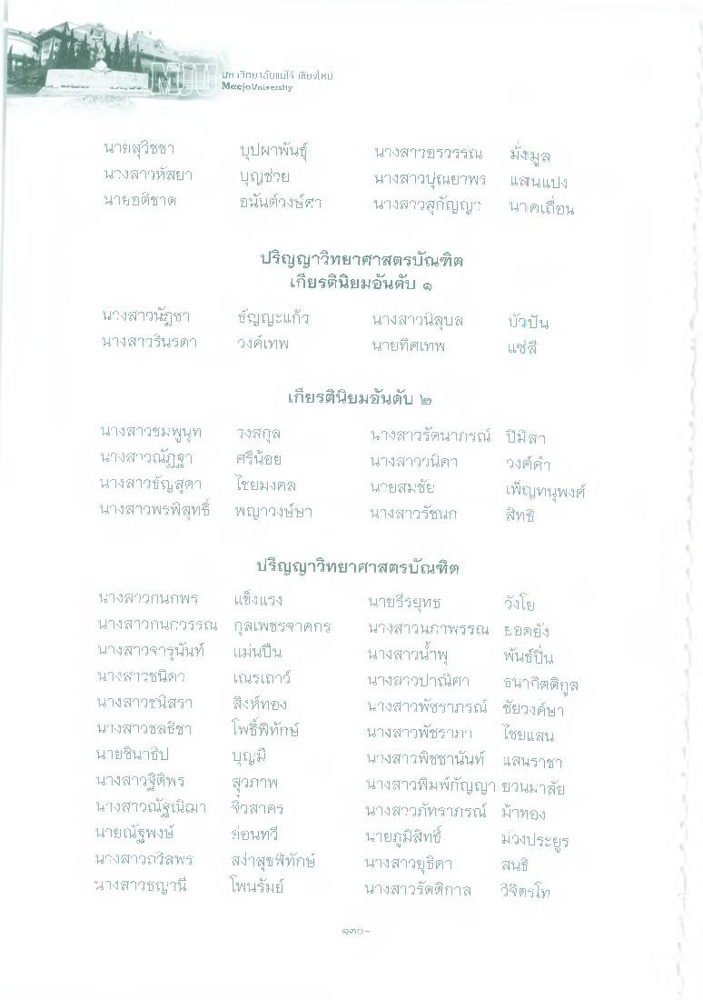 MJU
มหาวิทยาลัยแม่โจ้ เชียงใหม่
Maejo University
นายสุวิชชา บุปผาพันธุ์ นางสาวอรวรรณ มั่งมูล
นางสาวหัสยา บุญช่วย นางสาวปุณยาพร แสนแปง
นายอดิชาต อนันต์วงษ์ศา นางสาวสุกัญญา นาคเถื่อน
ปริญญาวิทยาศาสตรบัณฑิต
เกียรตินิยมอันดับ ๑
นางสาวนัฎชา ธัญญะแก้ว นางสาวนิลุบล บัวปัน
นางสาวรินรดา วงค์เทพ นายทิศเทพ แซ่ลี
เกียรตินิยมอันดับ ๒
นางสาวชมพูนุท วงสกุล นางสาวรัตนาภรณ์ ปิมิสา
นางสาวณัฏฐา ศรีน้อย นางสาววนิดา วงค์คำ
นางสาวธัญสุดา ไชยมงคล นายสมชัย เพ็ญทนุพงศ์
นางสาวพรพิสุทธิ์ พญาวงษ์ษา นางสาวรัชนก สิทธิ
ปริญญาวิทยาศาสตรบัณฑิต
นางสาวกนกพร แข็งแรง นายธีรยุทธ วังโย
นางสาวกนกวรรณ กุลเพชรจาดกร นางสาวนภาพรรณ ยอดยัง
นางสาวจารุนันท์ แม่นปืน นางสาวน้ำพุ พันธ์ปิ่น
นางสาวชนิดา เณรเถาว์ นางสาวปาณิศา ธนากิตติกูล
นางสาวชนิสรา สิงห์ทอง นางสาวพัชราภรณ์ ชัยวงค์ษา
นางสาวชลธิชา โพธิ์พิทักษ์ นางสาวพัชราภา ไชยแสน
นายชินาธิป บุญมี นางสาวพิชชานันท์ แสนราชา
นางสาวฐิติพร สุวภาพ นางสาวพิมพ์กัญญา ยวนมาลัย
นางสาวณัฐณิฌา จิ๋วสาคร นางสาวภัทราภรณ์ ม้าทอง
นายณัฐพงษ์ ก่อนทวี นายภูมิสิทธิ์ ม่วงประยูร
นางสาวถวิลพร สง่าสุขพิทักษ์ นางสาวยุธิดา สนธิ
นางสาวธญานี โพนรัมย์ นางสาวรัตติกาล วิจิตรโท